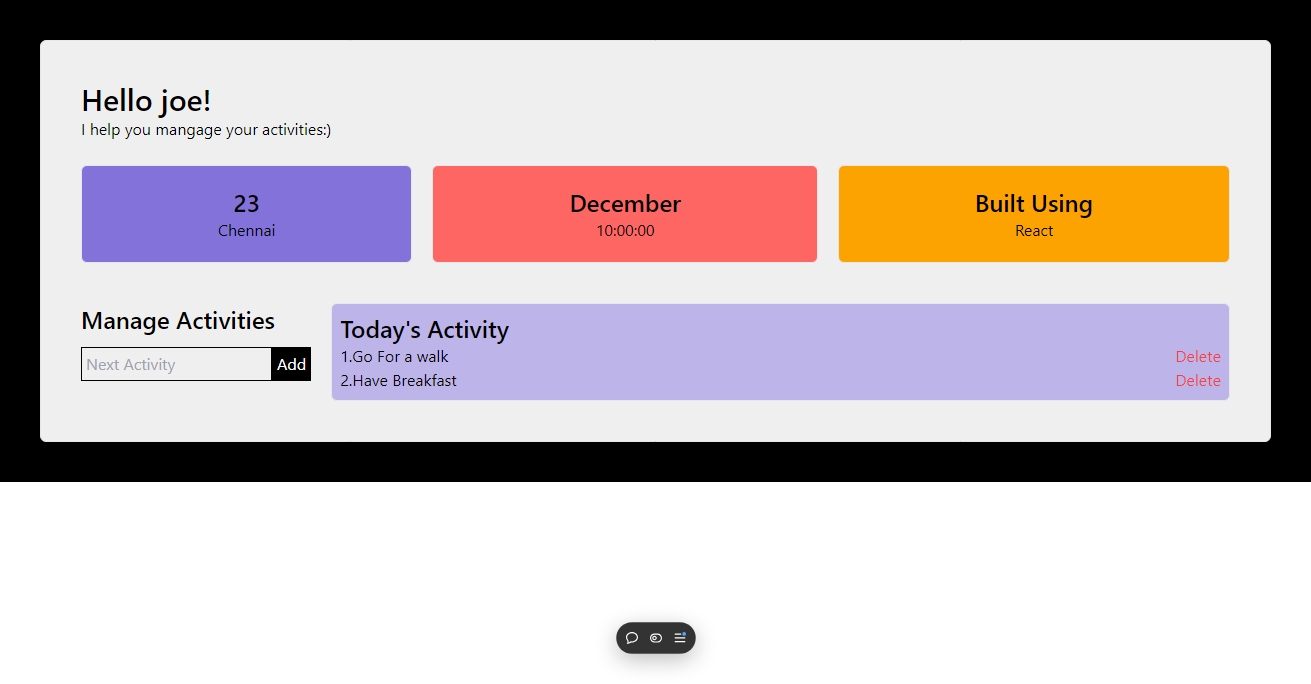 Hello joe!
I help you mangage your activities:)
23
Chennai
December
10:00:00
Built Using
React
Manage Activities
Next Activity
Add
Today's Activity
1.Go For a walk
Delete
2.Have Breakfast
Delete